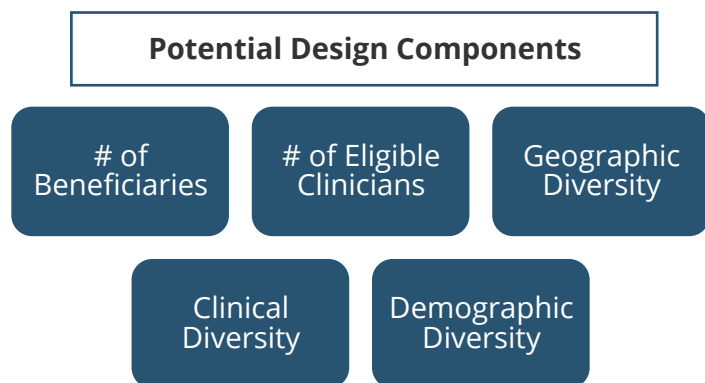 Potential Design Components
# of
Beneficiaries
# of Eligible
Clinicians
Geographic
Diversity
Clinical
Diversity
Demographic
Diversity